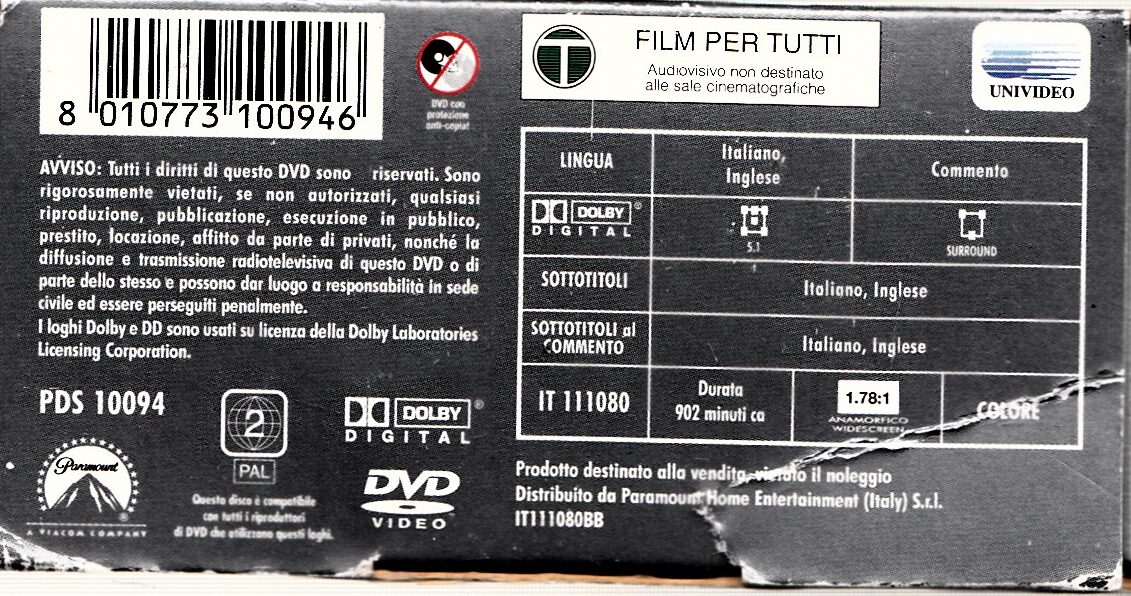 8 010773 100946
DVD con
protezione
anti-copia!
T
FILM PER TUTTI
Audiovisivo non destinato
alle sale cinematografiche
UNIVIDEO
AVVISO: Tutti i diritti di questo DVD sono riservati. Sono
rigorosamente vietati, se non autorizzati, qualsiasi
riproduzione, pubblicazione, esecuzione in pubblico,
prestito, locazione, affitto da parte di privati, nonché la
diffusione e trasmissione radiotelevisiva di questo DVD o di
parte dello stesso e possono dar luogo a responsabilità in sede
civile ed essere perseguiti penalmente.
I loghi Dolby e DD sono usati su licenza della Dolby Laboratories
Licensing Corporation.
LINGUA
Italiano,
Inglese
Commento
DOLBY®
DIGITAL
5.1
SURROUND
SOTTOTITOLI
Italiano, Inglese
SOTTOTITOLI al
COMMENTO
Italiano, Inglese
IT 111080
Durata
902 minuti ca
1.78:1
ANAMORFICO
WIDESCREEN
COLORE
PDS 10094
2
PAL
DOLBY®
DIGITAL
Paramount
®
A VIACOM COMPANY
Questo disco è compatibile
con tutti i riproduttori
di DVD che utilizzano questi loghi.
DVD
VIDEO™
Prodotto destinato alla vendita, vietato il noleggio
Distribuito da Paramount Home Entertainment (Italy) S.r.l.
IT111080BB